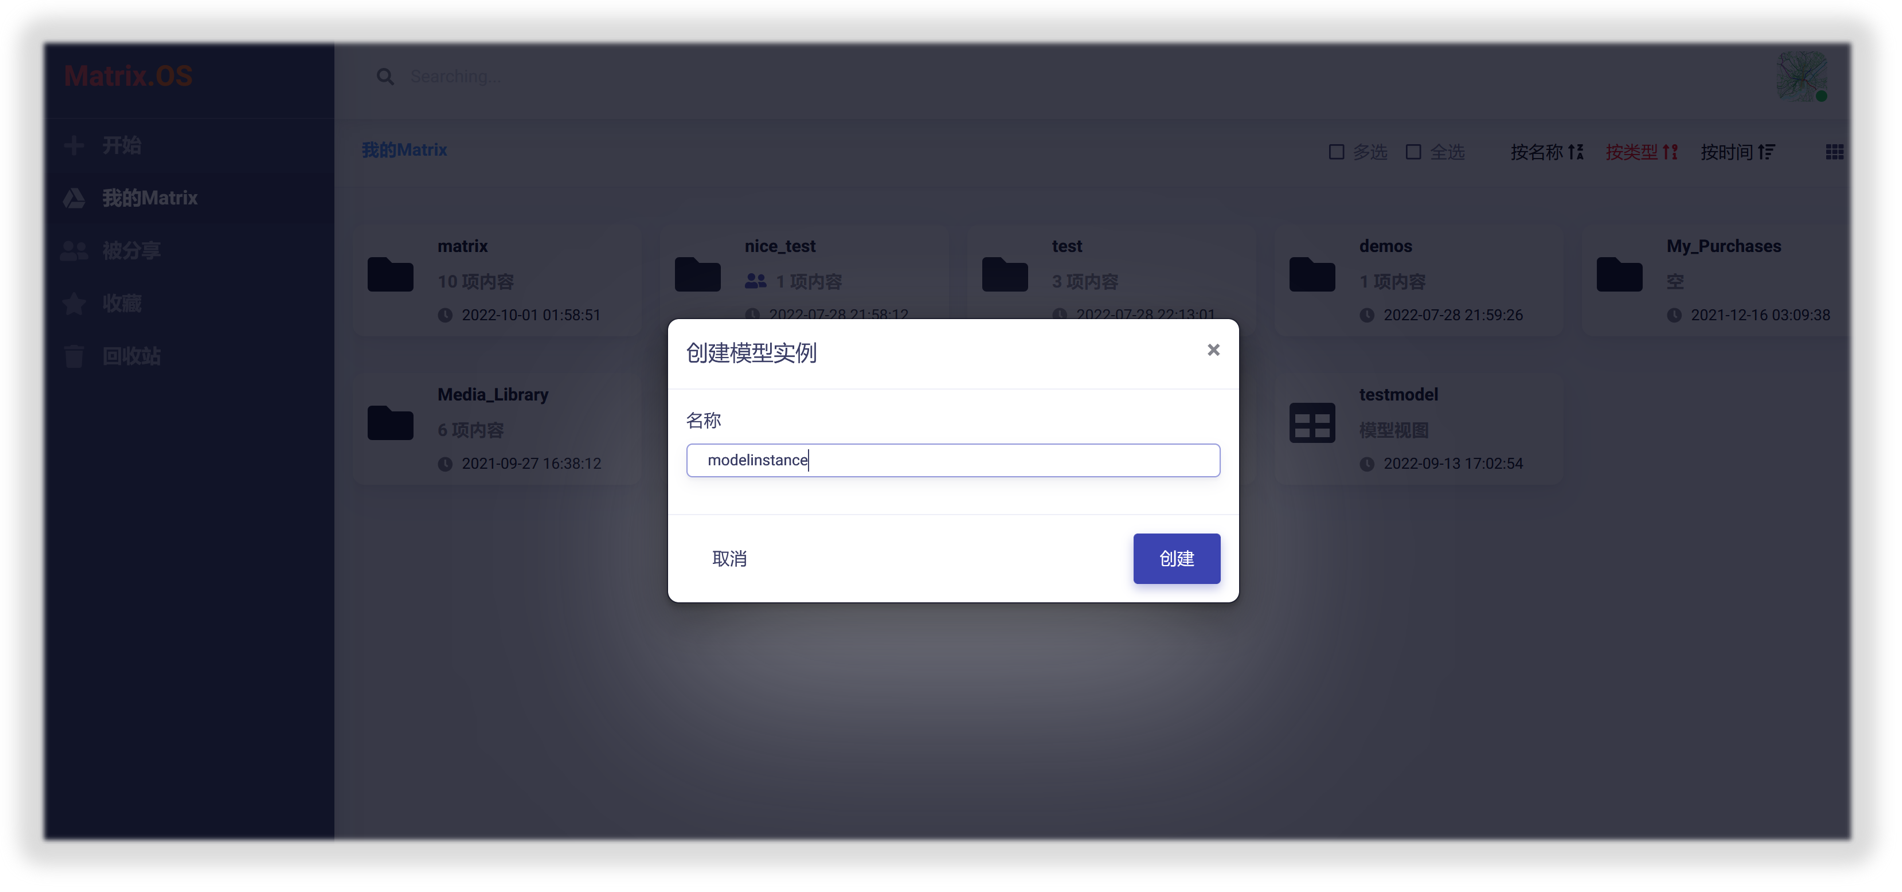 Matrix.OS
Searching...
开始
我的Matrix
被分享
收藏
回收站
我的Matrix
多选 全选 按名称 按类型 按时间
matrix
10 项内容
2022-10-01 01:58:51
nice_test
1 项内容
2022-07-28 21:58:12
test
3 项内容
2022-07-28 22:13:01
demos
1 项内容
2022-07-28 21:59:26
My_Purchases
空
2021-12-16 03:09:38
Media_Library
6 项内容
2021-09-27 16:38:12
testmodel
模型视图
2022-09-13 17:02:54
创建模型实例
×
名称
modelinstance
取消 创建